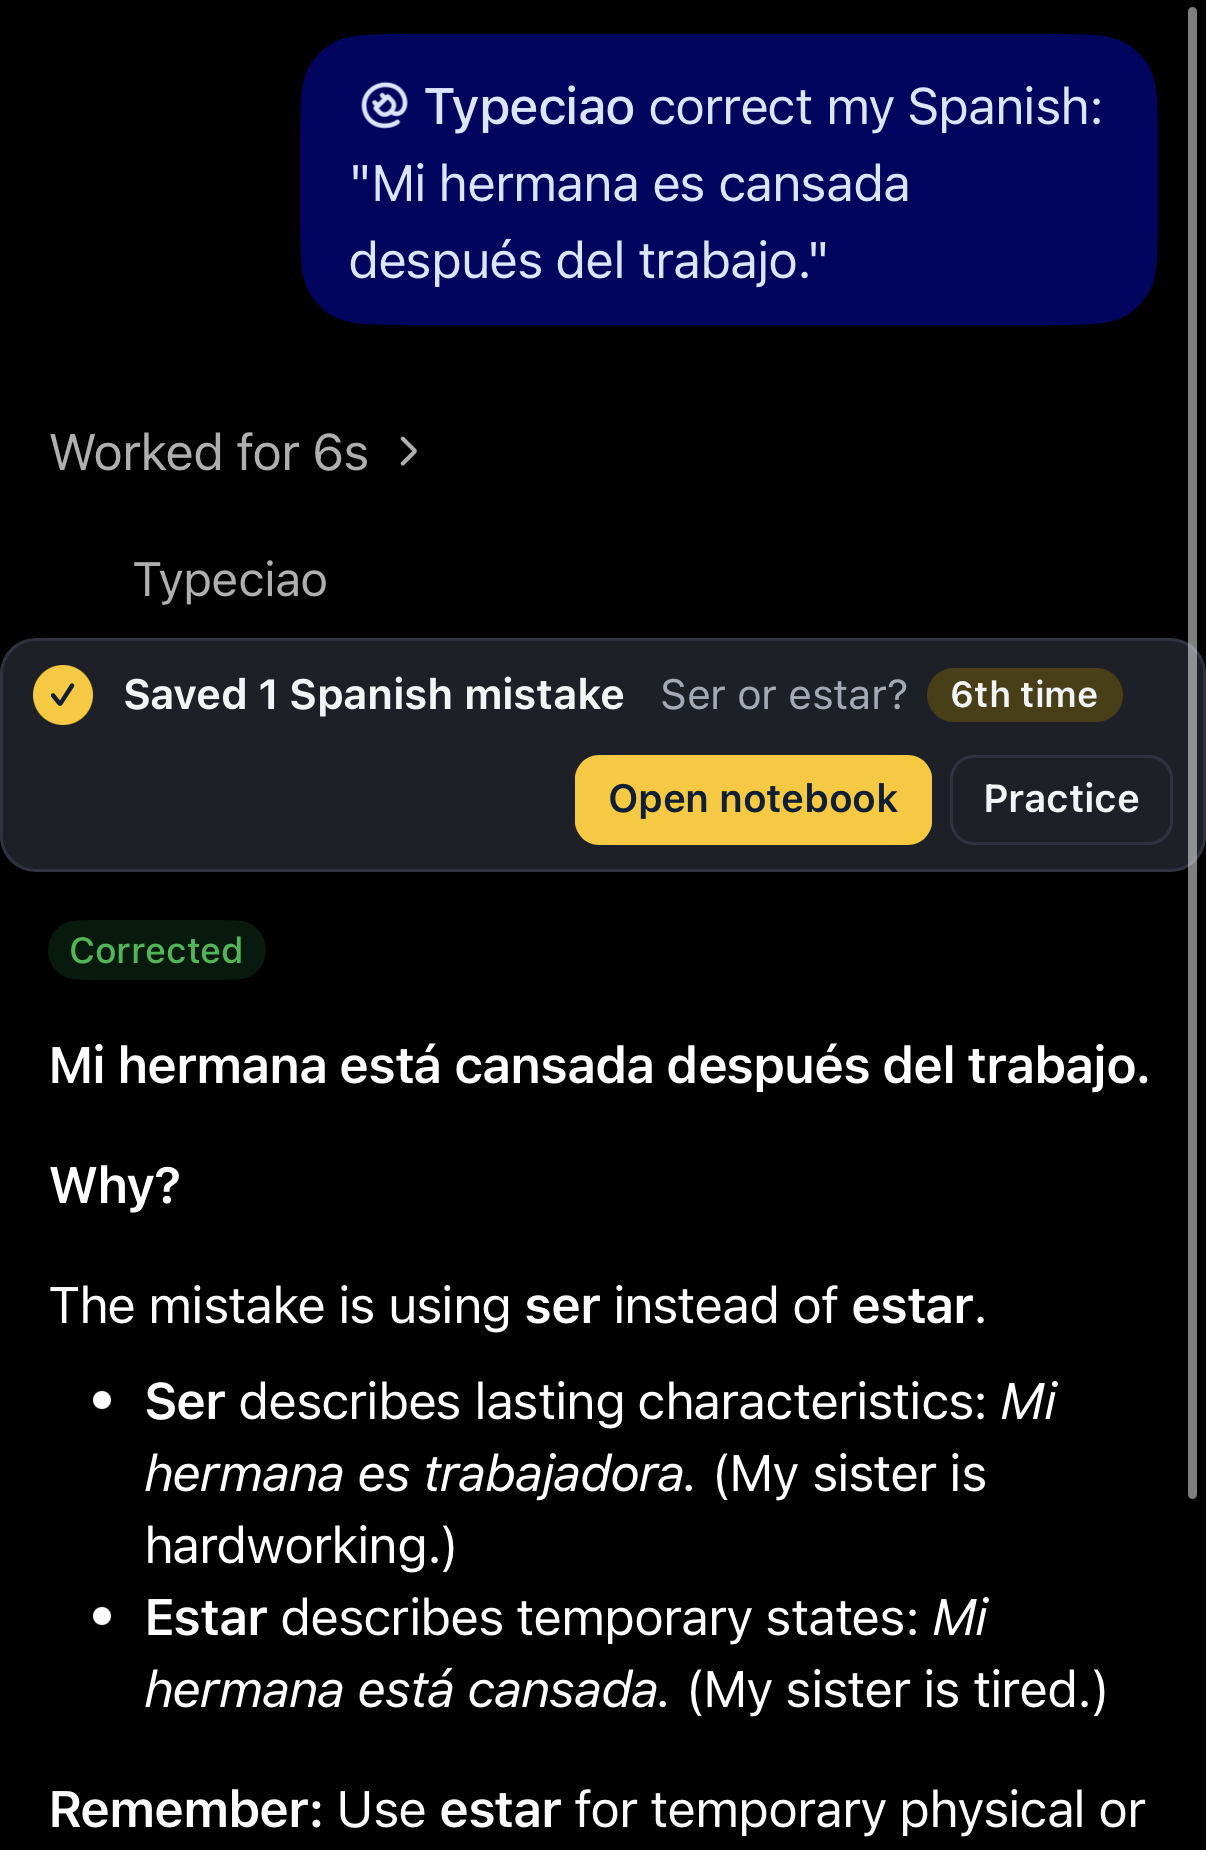 Typeciao correct my Spanish:
"Mi hermana es cansada
después del trabajo."
Worked for 6s
Typeciao
Saved 1 Spanish mistake Ser or estar? 6th time
Open notebook Practice
Corrected
Mi hermana está cansada después del trabajo.
Why?
The mistake is using ser instead of estar.
• Ser describes lasting characteristics: Mi
hermana es trabajadora. (My sister is
hardworking.)
• Estar describes temporary states: Mi
hermana está cansada. (My sister is tired.)
Remember: Use estar for temporary physical or